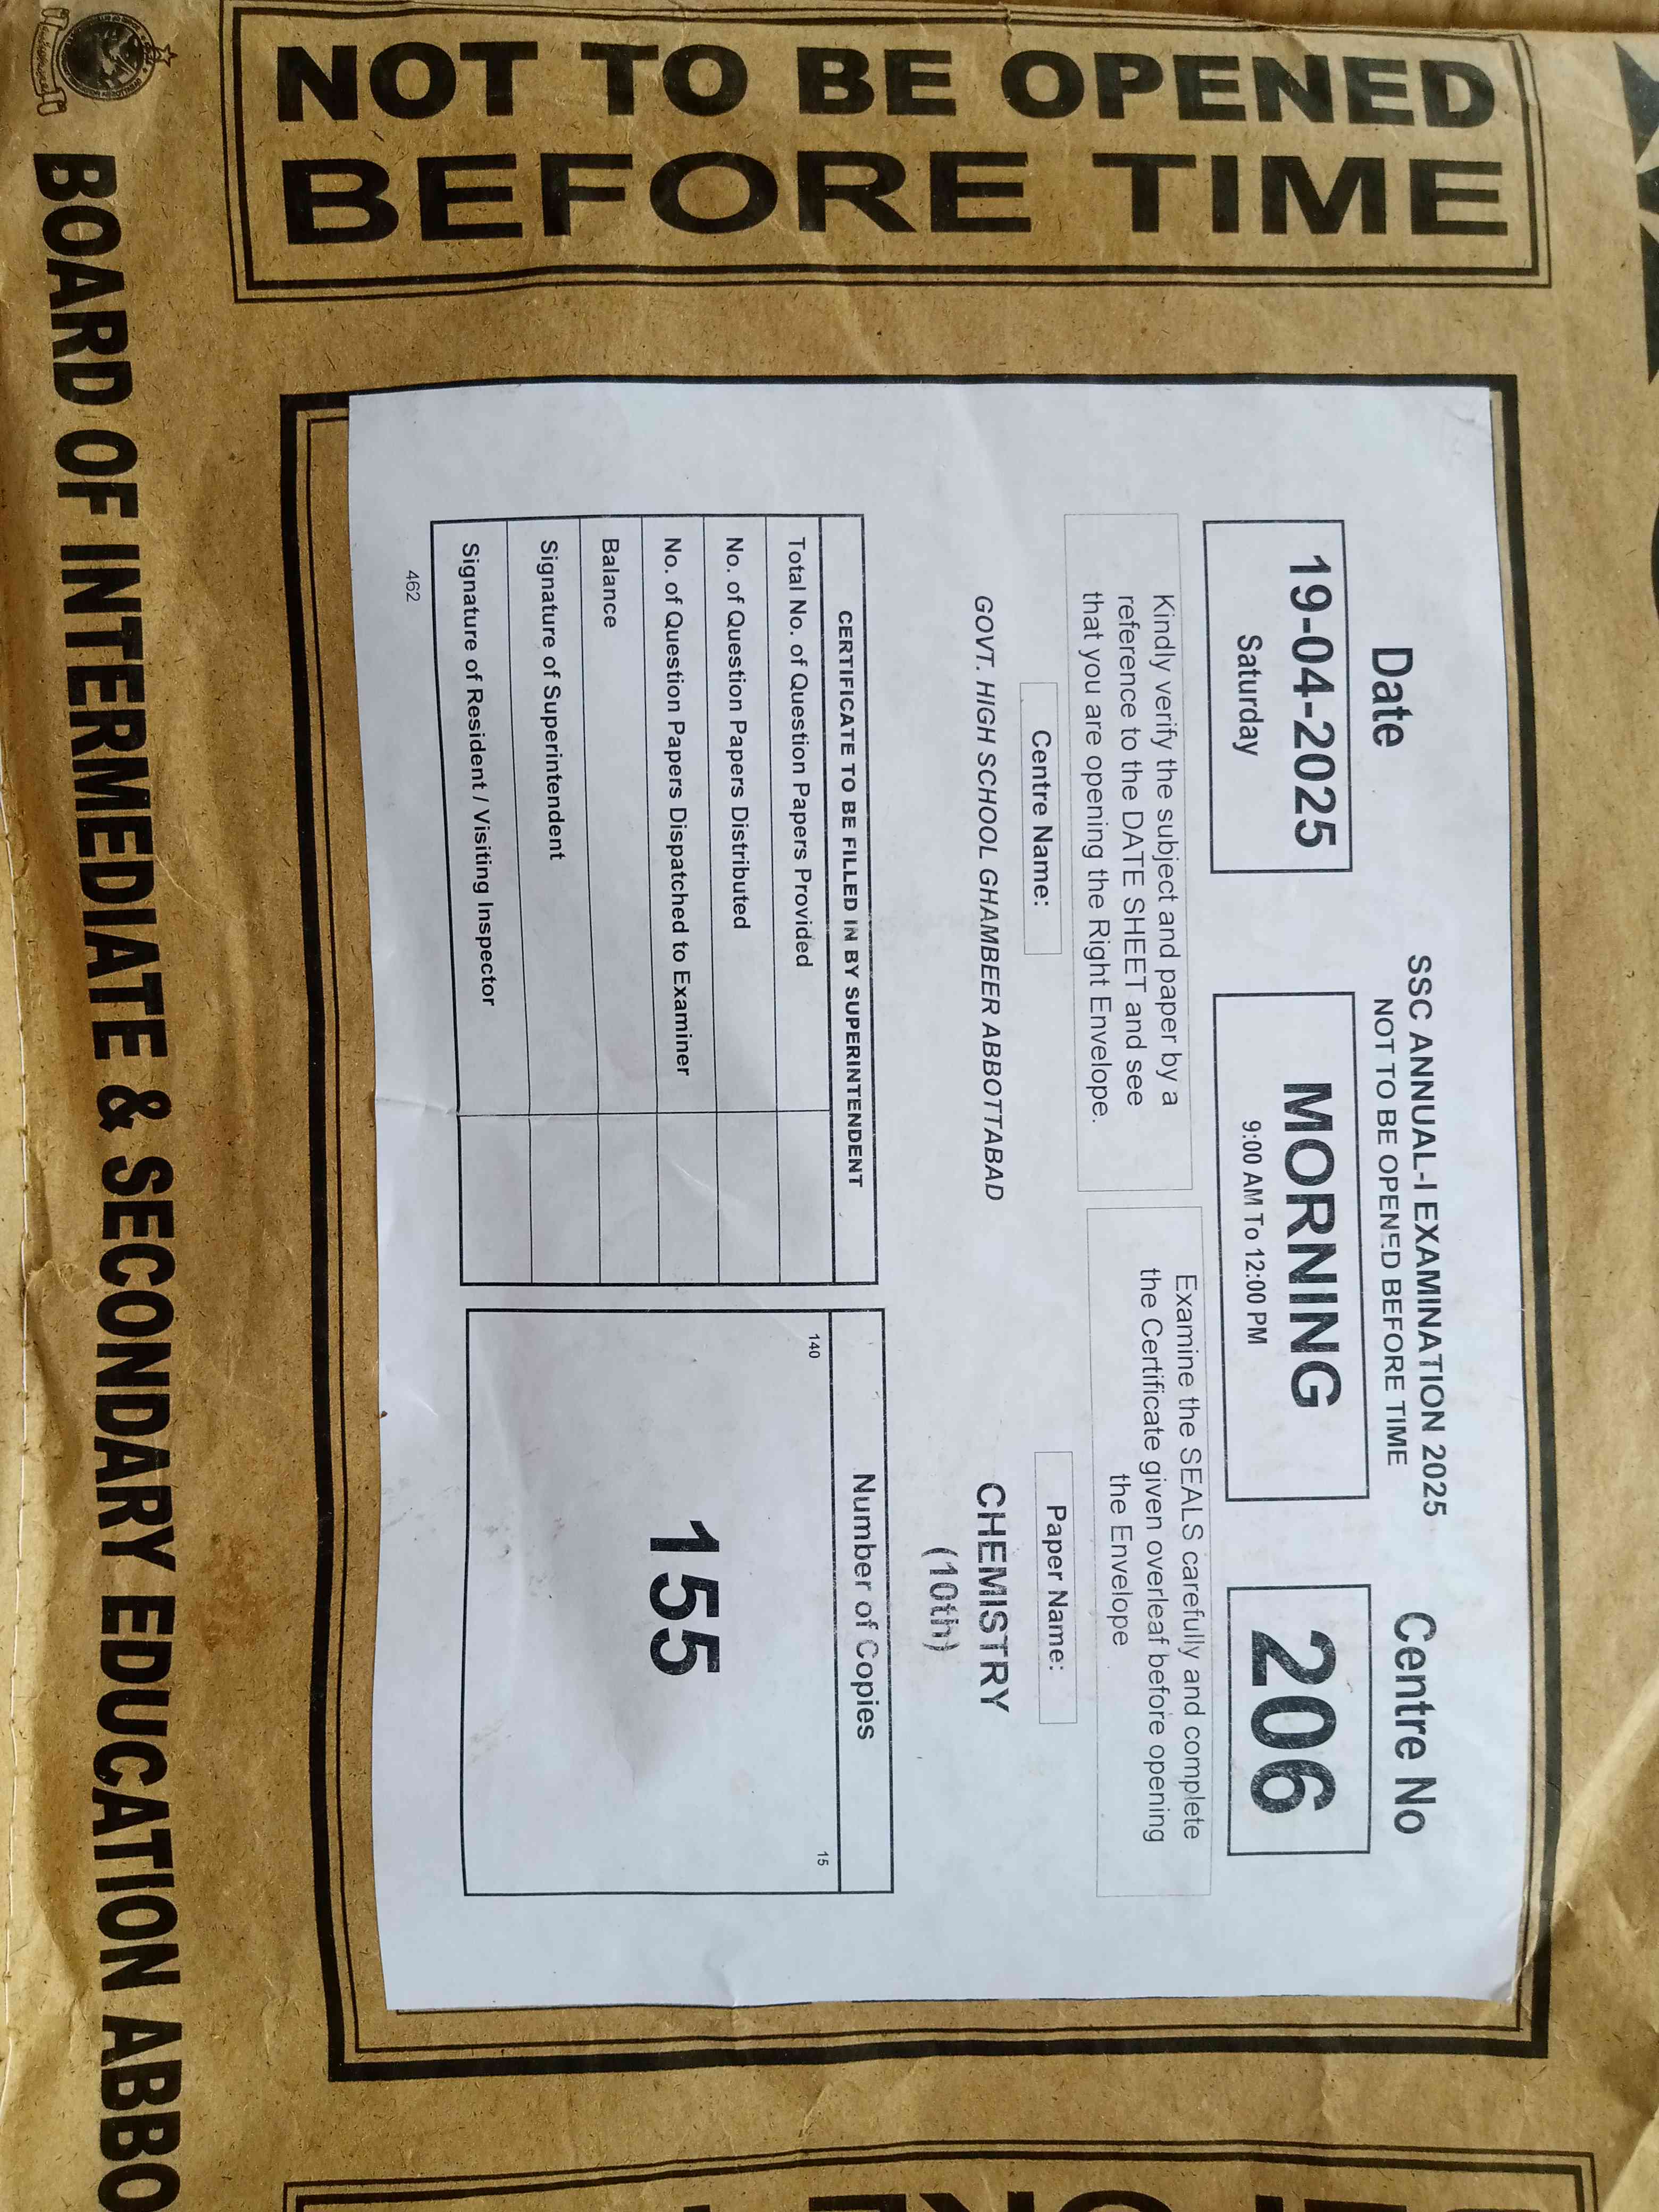 NOT TO BE OPENED
BEFORE TIME
BOARD OF INTERMEDIATE & SECONDARY EDUCATION ABBO
SSC ANNUAL-I EXAMINATION 2025
NOT TO BE OPENED BEFORE TIME
Date
Centre No
19-04-2025
Saturday
MORNING
9:00 AM To 12:00 PM
206
Kindly verify the subject and paper by a
reference to the DATE SHEET and see
that you are opening the Right Envelope.
Examine the SEALS carefully and complete
the Certificate given overleaf before opening
the Envelope
Centre Name:
Paper Name:
GOVT. HIGH SCHOOL GHAMBEER ABBOTTABAD
CHEMISTRY
(10th)
CERTIFICATE TO BE FILLED IN BY SUPERINTENDENT
Total No. of Question Papers Provided
No. of Question Papers Distributed
No. of Question Papers Dispatched to Examiner
Balance
Signature of Superintendent
Signature of Resident / Visiting Inspector
462
Number of Copies
140
15
155